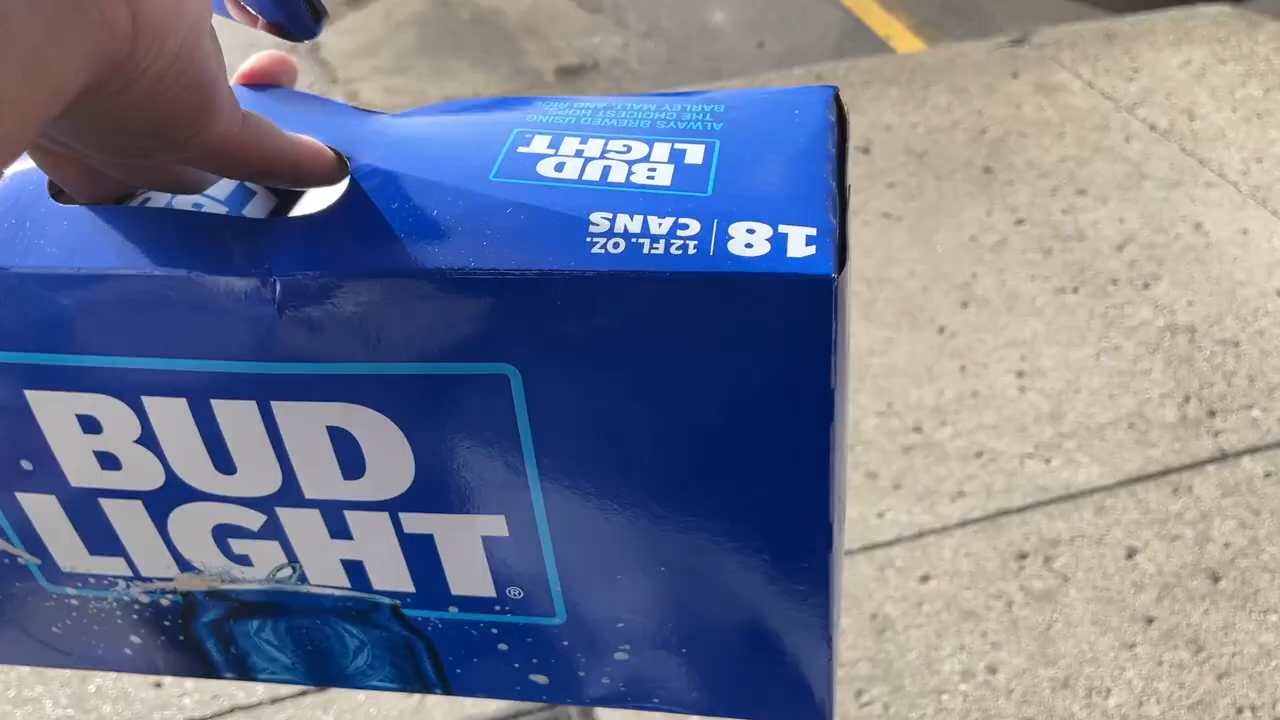 ALWAYS BREWED USING
THE CHOICEST HOPS,
BARLEY MALT, AND RICE
BUD
LIGHT
18 | 12 FL. OZ.
CANS
BUD
LIGHT®